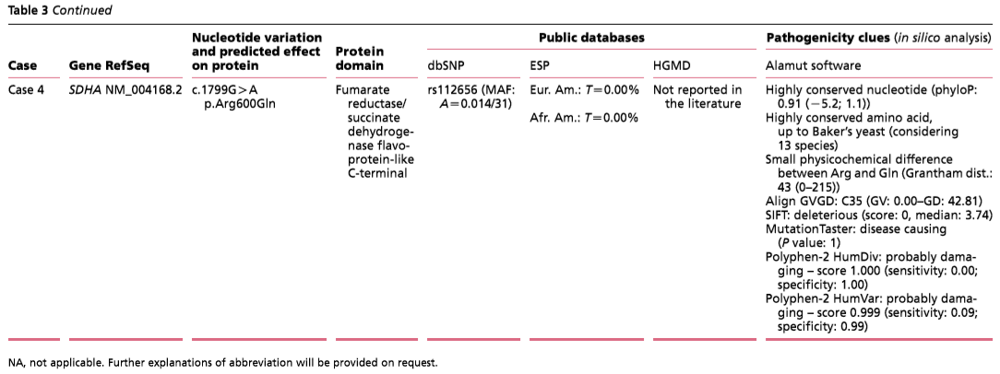 Table 3 Continued
Nucleotide variation
and predicted effect
on protein
Protein
domain
Public databases
Pathogenicity clues (in silico analysis)
Case
Gene RefSeq
dbSNP
ESP
HGMD
Alamut software
Case 4
SDHA NM_004168.2
c.1799G>A
p.Arg600Gln
Fumarate
reductase/
succinate
dehydroge-
nase flavo-
protein-like
C-terminal
rs112656 (MAF:
A=0.014/31)
Eur. Am.: T=0.00%
Afr. Am.: T=0.00%
Not reported in
the literature
Highly conserved nucleotide (phyloP:
0.91 (−5.2; 1.1))
Highly conserved amino acid,
up to Baker's yeast (considering
13 species)
Small physicochemical difference
between Arg and Gln (Grantham dist.:
43 (0–215))
Align GVGD: C35 (GV: 0.00–GD: 42.81)
SIFT: deleterious (score: 0, median: 3.74)
MutationTaster: disease causing
(P value: 1)
Polyphen-2 HumDiv: probably dama-
ging – score 1.000 (sensitivity: 0.00;
specificity: 1.00)
Polyphen-2 HumVar: probably dama-
ging – score 0.999 (sensitivity: 0.09;
specificity: 0.99)
NA, not applicable. Further explanations of abbreviation will be provided on request.